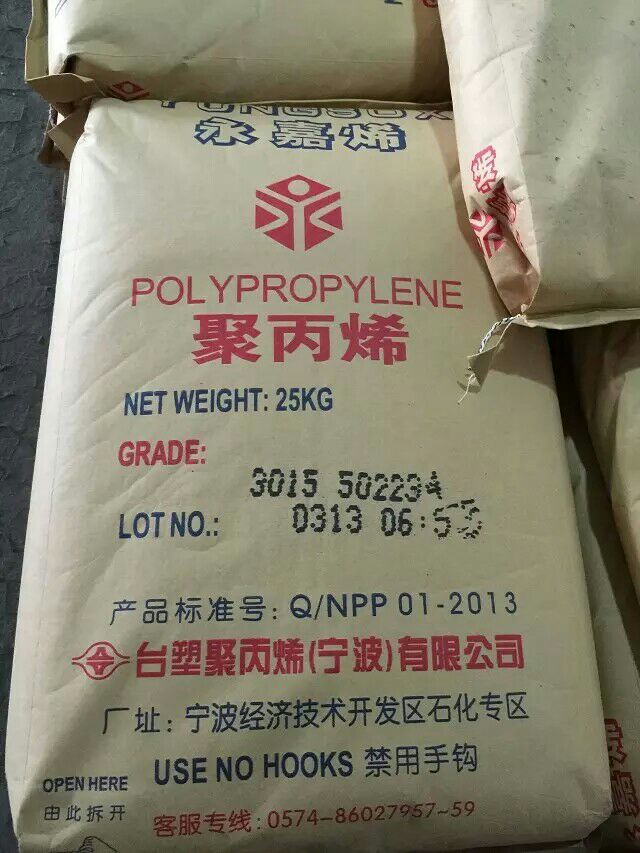 YUNGSOX
永嘉烯
POLYPROPYLENE
聚丙烯
NET WEIGHT: 25KG
GRADE:
3015 50223A
LOT NO.:
0313 06:53
产品标准号: Q/NPP 01-2013
台塑聚丙烯(宁波)有限公司
厂址: 宁波经济技术开发区石化专区
USE NO HOOKS 禁用手钩
OPEN HERE
由此拆开
客服专线:0574-86027957~59